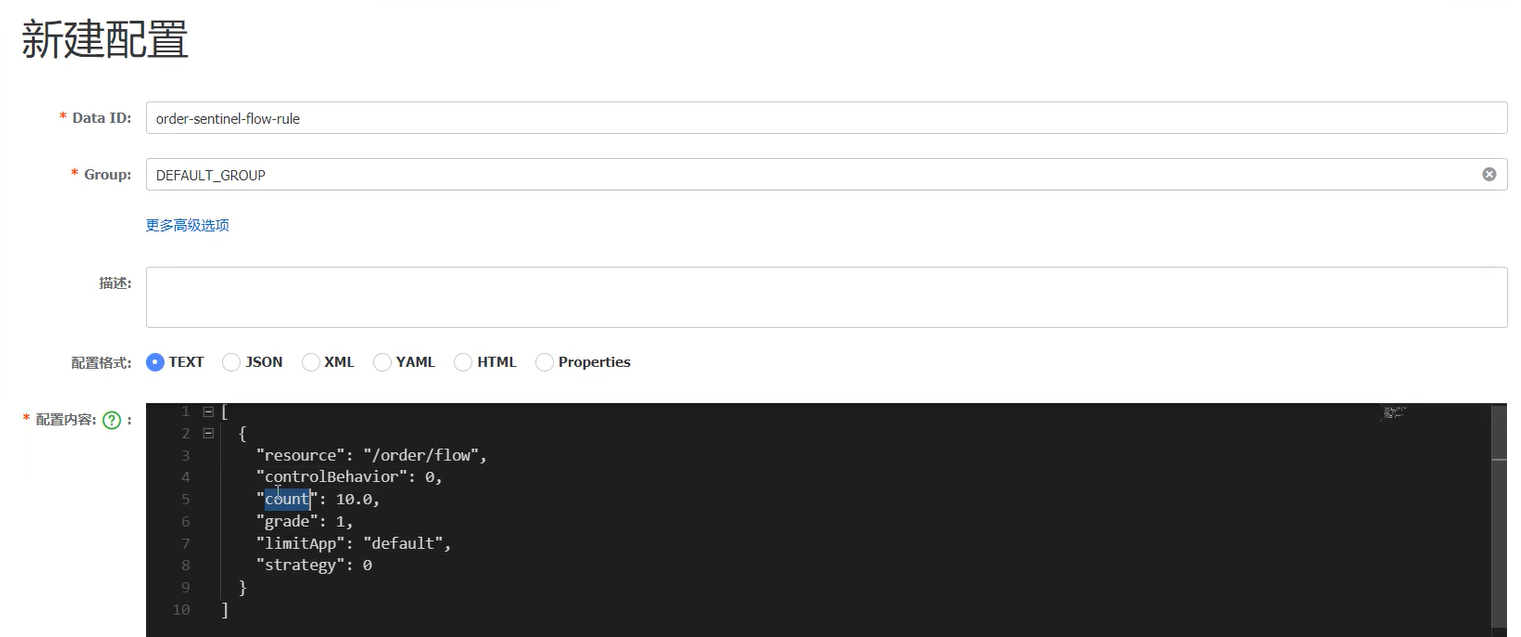 新建配置
* Data ID: order-sentinel-flow-rule
* Group: DEFAULT_GROUP
更多高级选项
描述:
配置格式: TEXT JSON XML YAML HTML Properties
* 配置内容: ? :
1 [
2 {
3 "resource": "/order/flow",
4 "controlBehavior": 0,
5 "count": 10.0,
6 "grade": 1,
7 "limitApp": "default",
8 "strategy": 0
9 }
10 ]